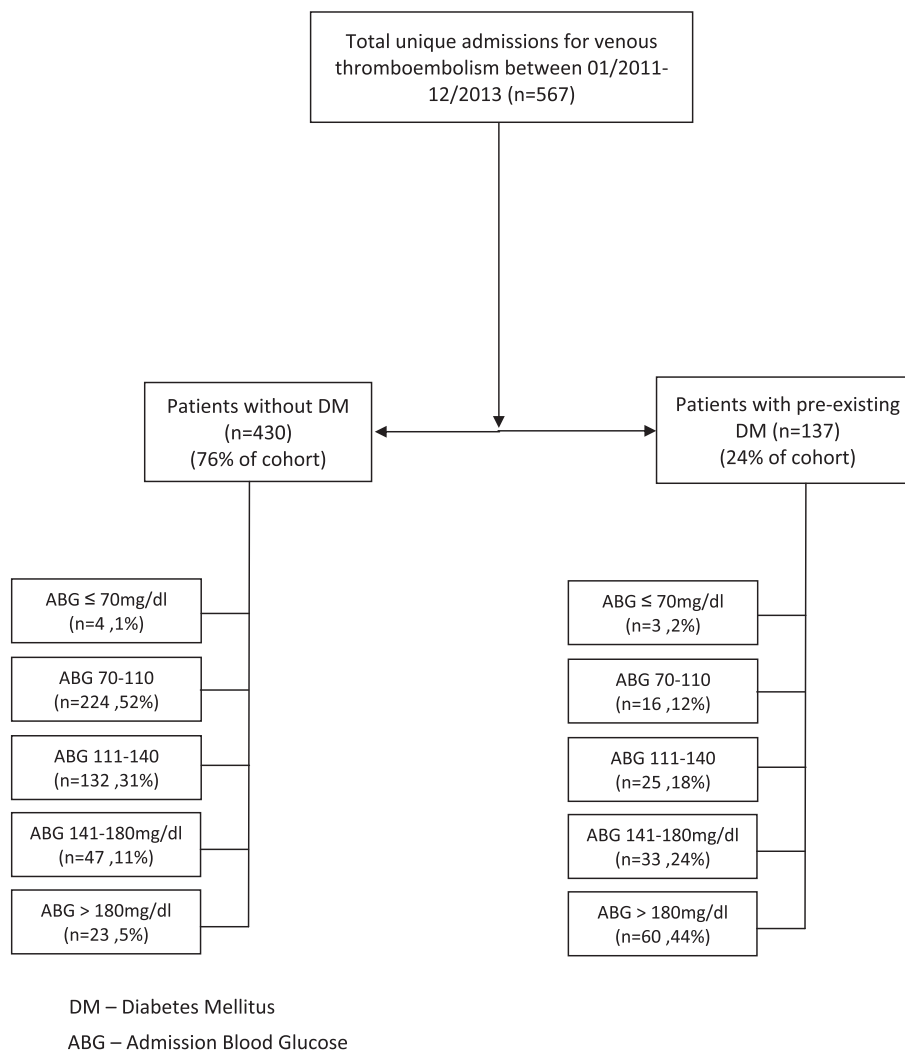 Total unique admissions for venous
thromboembolism between 01/2011-
12/2013 (n=567)
Patients without DM
(n=430)
(76% of cohort)
Patients with pre-existing
DM (n=137)
(24% of cohort)
ABG ≤ 70mg/dl
(n=4 ,1%)
ABG 70-110
(n=224 ,52%)
ABG 111-140
(n=132 ,31%)
ABG 141-180mg/dl
(n=47 ,11%)
ABG > 180mg/dl
(n=23 ,5%)
ABG ≤ 70mg/dl
(n=3 ,2%)
ABG 70-110
(n=16 ,12%)
ABG 111-140
(n=25 ,18%)
ABG 141-180mg/dl
(n=33 ,24%)
ABG > 180mg/dl
(n=60 ,44%)
DM – Diabetes Mellitus
ABG – Admission Blood Glucose